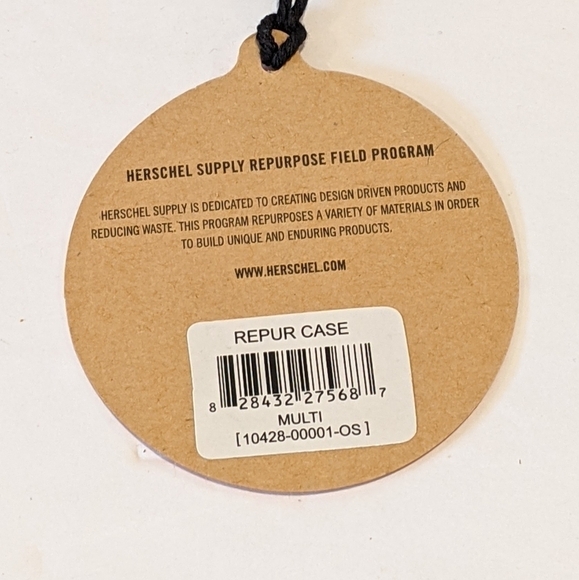 HERSCHEL SUPPLY REPURPOSE FIELD PROGRAM
HERSCHEL SUPPLY IS DEDICATED TO CREATING DESIGN DRIVEN PRODUCTS AND
REDUCING WASTE. THIS PROGRAM REPURPOSES A VARIETY OF MATERIALS IN ORDER
TO BUILD UNIQUE AND ENDURING PRODUCTS.
WWW.HERSCHEL.COM
REPUR CASE
8 28432 27568 7
MULTI
[10428-00001-OS]